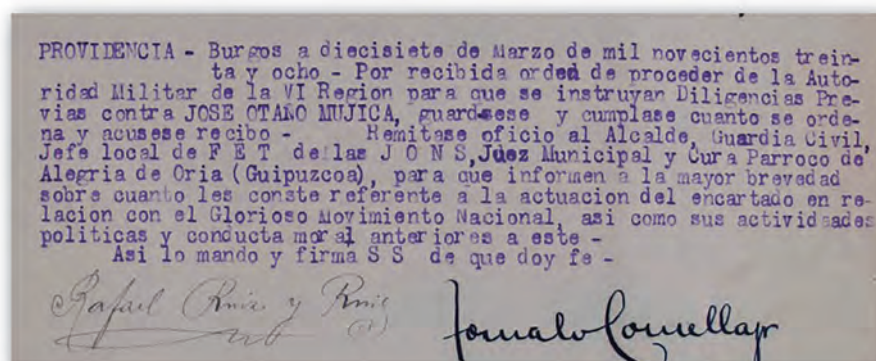 PROVIDENCIA - Burgos a diecisiete de Marzo de mil novecientos trein-
ta y ocho - Por recibida orden de proceder de la Auto-
ridad Militar de la VI Region para que se instruyan Diligencias Pre-
vias contra JOSE OTAÑO MUJICA, guardesese y cumplase cuanto se orde-
na y acusese recibo - Remitase oficio al Alcalde, Guardia Civil,
Jefe local de F E T de las J O N S, Juez Municipal y Cura Parroco de
Alegria de Oria (Guipuzcoa), para que informen a la mayor brevedad
sobre cuanto les conste referente a la actuacion del encartado en re-
lacion con el Glorioso Movimiento Nacional, asi como sus actividades
politicas y conducta moral anteriores a este -
Asi lo mando y firma S S de que doy fe -
Rafael Ruiz y Ruiz